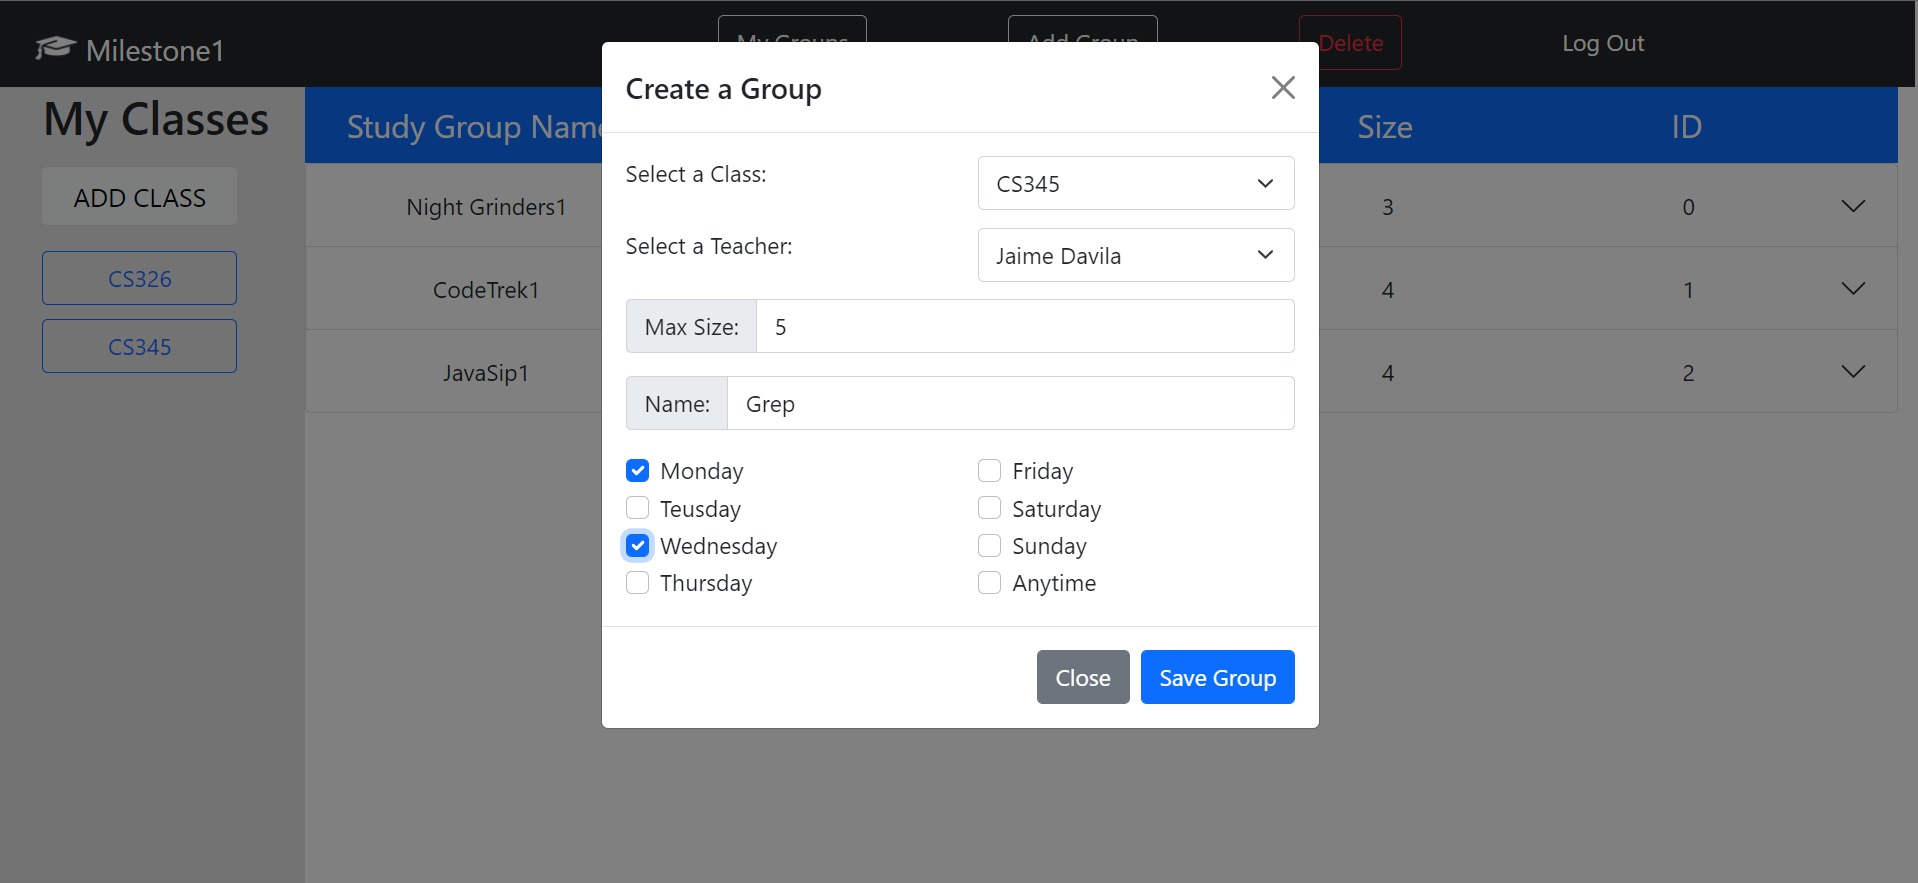 Milestone1
My Groups
Add Group
Delete
Log Out
My Classes
ADD CLASS
CS326
CS345
Study Group Name
Size
ID
Night Grinders1
3
0
CodeTrek1
4
1
JavaSip1
4
2
Create a Group
Select a Class:
CS345
Select a Teacher:
Jaime Davila
Max Size:
5
Name:
Grep
Monday
Teusday
Wednesday
Thursday
Friday
Saturday
Sunday
Anytime
Close
Save Group